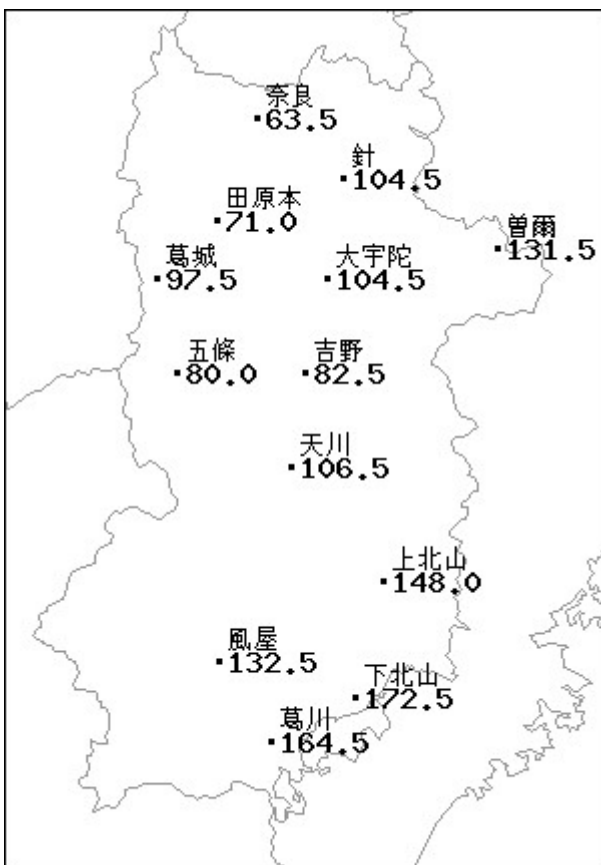 奈良
63.5
針
104.5
田原本
71.0
曽爾
131.5
葛城
97.5
大宇陀
104.5
五條
80.0
吉野
82.5
天川
106.5
上北山
148.0
風屋
132.5
下北山
172.5
葛川
164.5